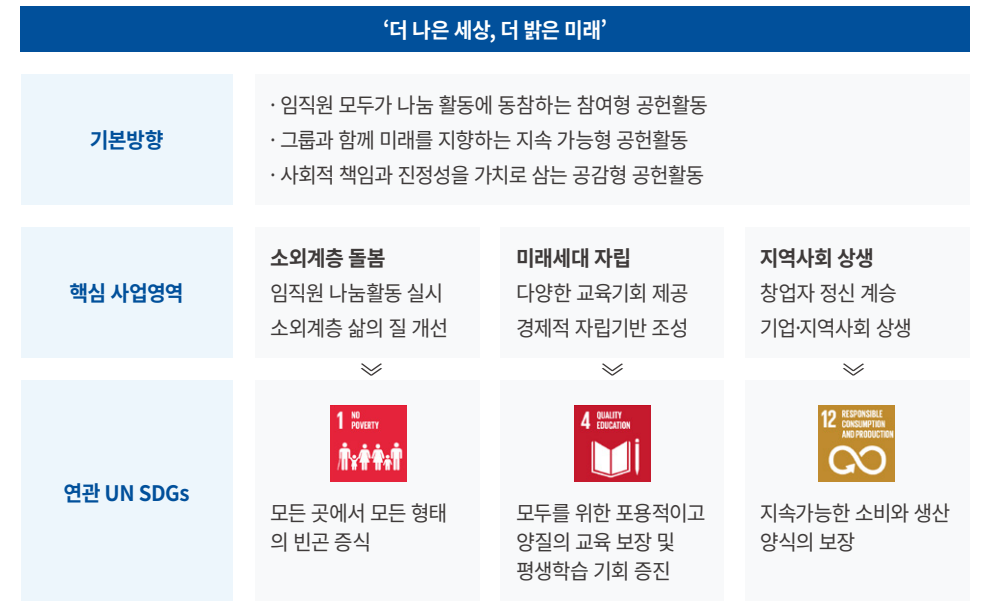 ‘더 나은 세상, 더 밝은 미래’
기본방향
· 임직원 모두가 나눔 활동에 동참하는 참여형 공헌활동
· 그룹과 함께 미래를 지향하는 지속 가능형 공헌활동
· 사회적 책임과 진정성을 가치로 삼는 공감형 공헌활동
핵심 사업영역
소외계층 돌봄
임직원 나눔활동 실시
소외계층 삶의 질 개선
미래세대 자립
다양한 교육기회 제공
경제적 자립기반 조성
지역사회 상생
창업자 정신 계승
기업·지역사회 상생
연관 UN SDGs
1 NO
POVERTY
모든 곳에서 모든 형태
의 빈곤 증식
4 QUALITY
EDUCATION
모두를 위한 포용적이고
양질의 교육 보장 및
평생학습 기회 증진
12 RESPONSIBLE
CONSUMPTION
AND PRODUCTION
지속가능한 소비와 생산
양식의 보장